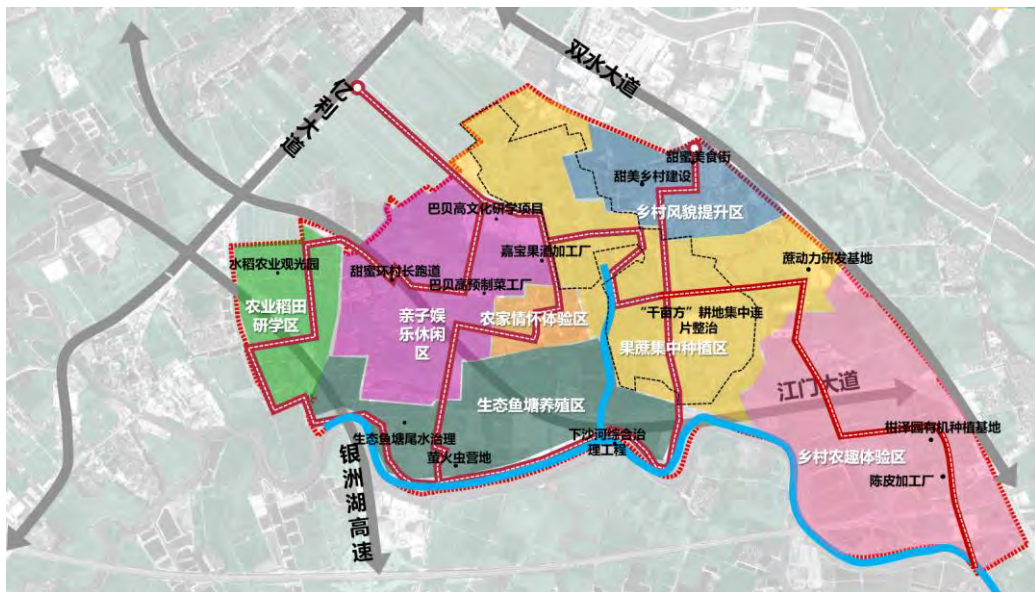 双水大道
亿利大道
甜蜜美食街
甜美乡村建设
乡村风貌提升区
巴贝高文化研学项目
嘉宝果酒加工厂
蔗动力研发基地
水稻农业观光园
甜蜜环村长跑道
巴贝高预制菜工厂
农业稻田
研学区
亲子娱
乐休闲
区
农家情怀体验区
“千亩方”耕地集中连
片整治
果蔗集中种植区
江门大道
生态鱼塘养殖区
生态鱼塘尾水治理
萤火虫营地
下沙河综合治
理工程
柑泽园有机种植基地
乡村农趣体验区
陈皮加工厂
银洲湖高速